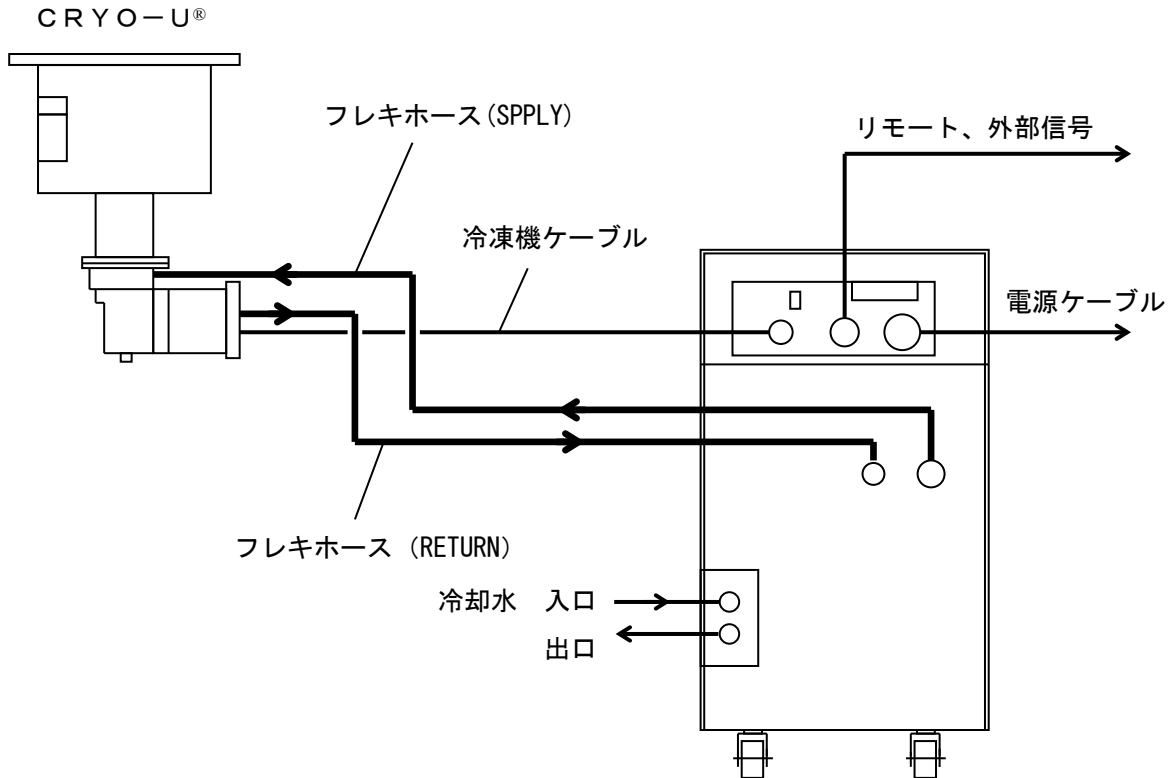 ＣＲＹＯ－Ｕ®
フレキホース(SPPLY)
リモート、外部信号
冷凍機ケーブル
電源ケーブル
フレキホース (RETURN)
冷却水　入口
出口